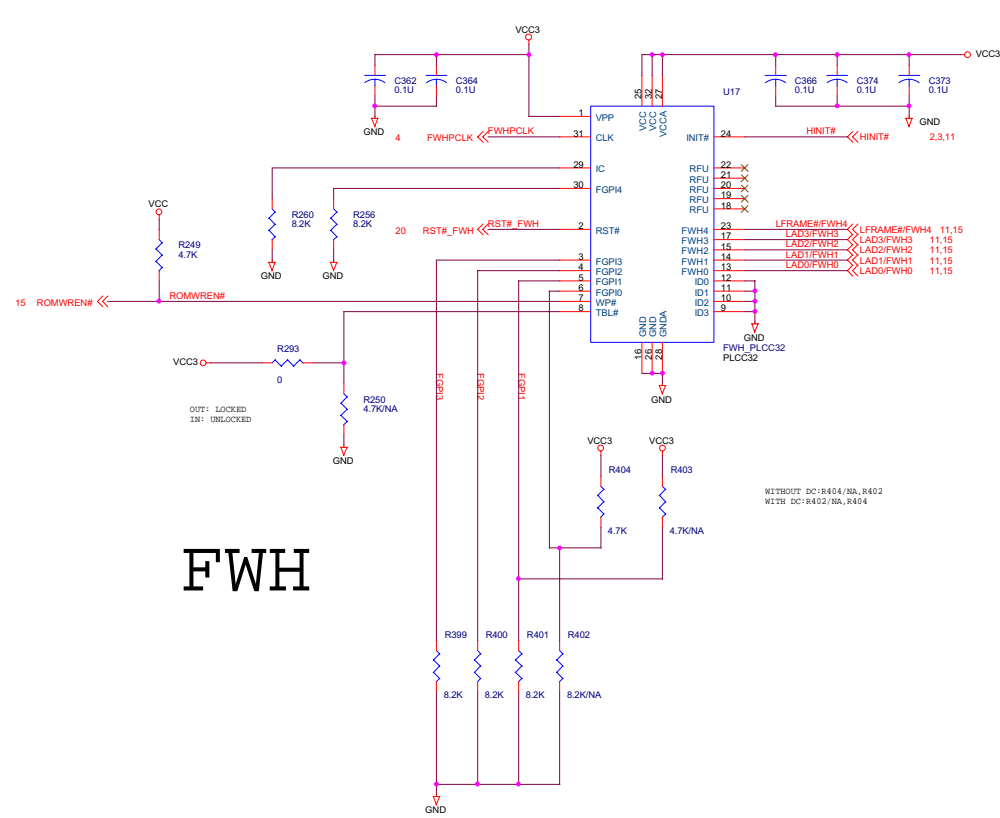 VCC3
VCC3
C362
0.1U
C364
0.1U
C366
0.1U
C374
0.1U
C373
0.1U
GND
GND
U17
25
32
27
VCC
VCC
VCCA
1
VPP
4 FWHPCLK FWHPCLK 31 CLK
INIT# 24 HINIT# HINIT# 2,3,11
29 IC
30 FGPI4
RFU 22
RFU 21
RFU 20
RFU 19
RFU 18
R260
8.2K
R256
8.2K
GND
GND
VCC
R249
4.7K
20 RST#_FWH RST#_FWH 2 RST#
FWH4 23 LFRAME#/FWH4 LFRAME#/FWH4 11,15
FWH3 17 LAD3/FWH3 LAD3/FWH3 11,15
FWH2 15 LAD2/FWH2 LAD2/FWH2 11,15
FWH1 14 LAD1/FWH1 LAD1/FWH1 11,15
FWH0 13 LAD0/FWH0 LAD0/FWH0 11,15
3 FGPI3
4 FGPI2
5 FGPI1
6 FGPI0
7 WP#
8 TBL#
ID0 12
ID1 11
ID2 10
ID3 9
15 ROMWREN# ROMWREN#
GND
GND
GNDA
16
26
28
GND
FWH_PLCC32
PLCC32
GND
VCC3
R293
0
R250
4.7K/NA
GND
OUT: LOCKED
IN: UNLOCKED
FGPI3
FGPI2
FGPI1
VCC3
R404
4.7K
VCC3
R403
4.7K/NA
WITHOUT DC:R404/NA,R402
WITH DC:R402/NA,R404
FWH
R399
8.2K
R400
8.2K
R401
8.2K
R402
8.2K/NA
GND